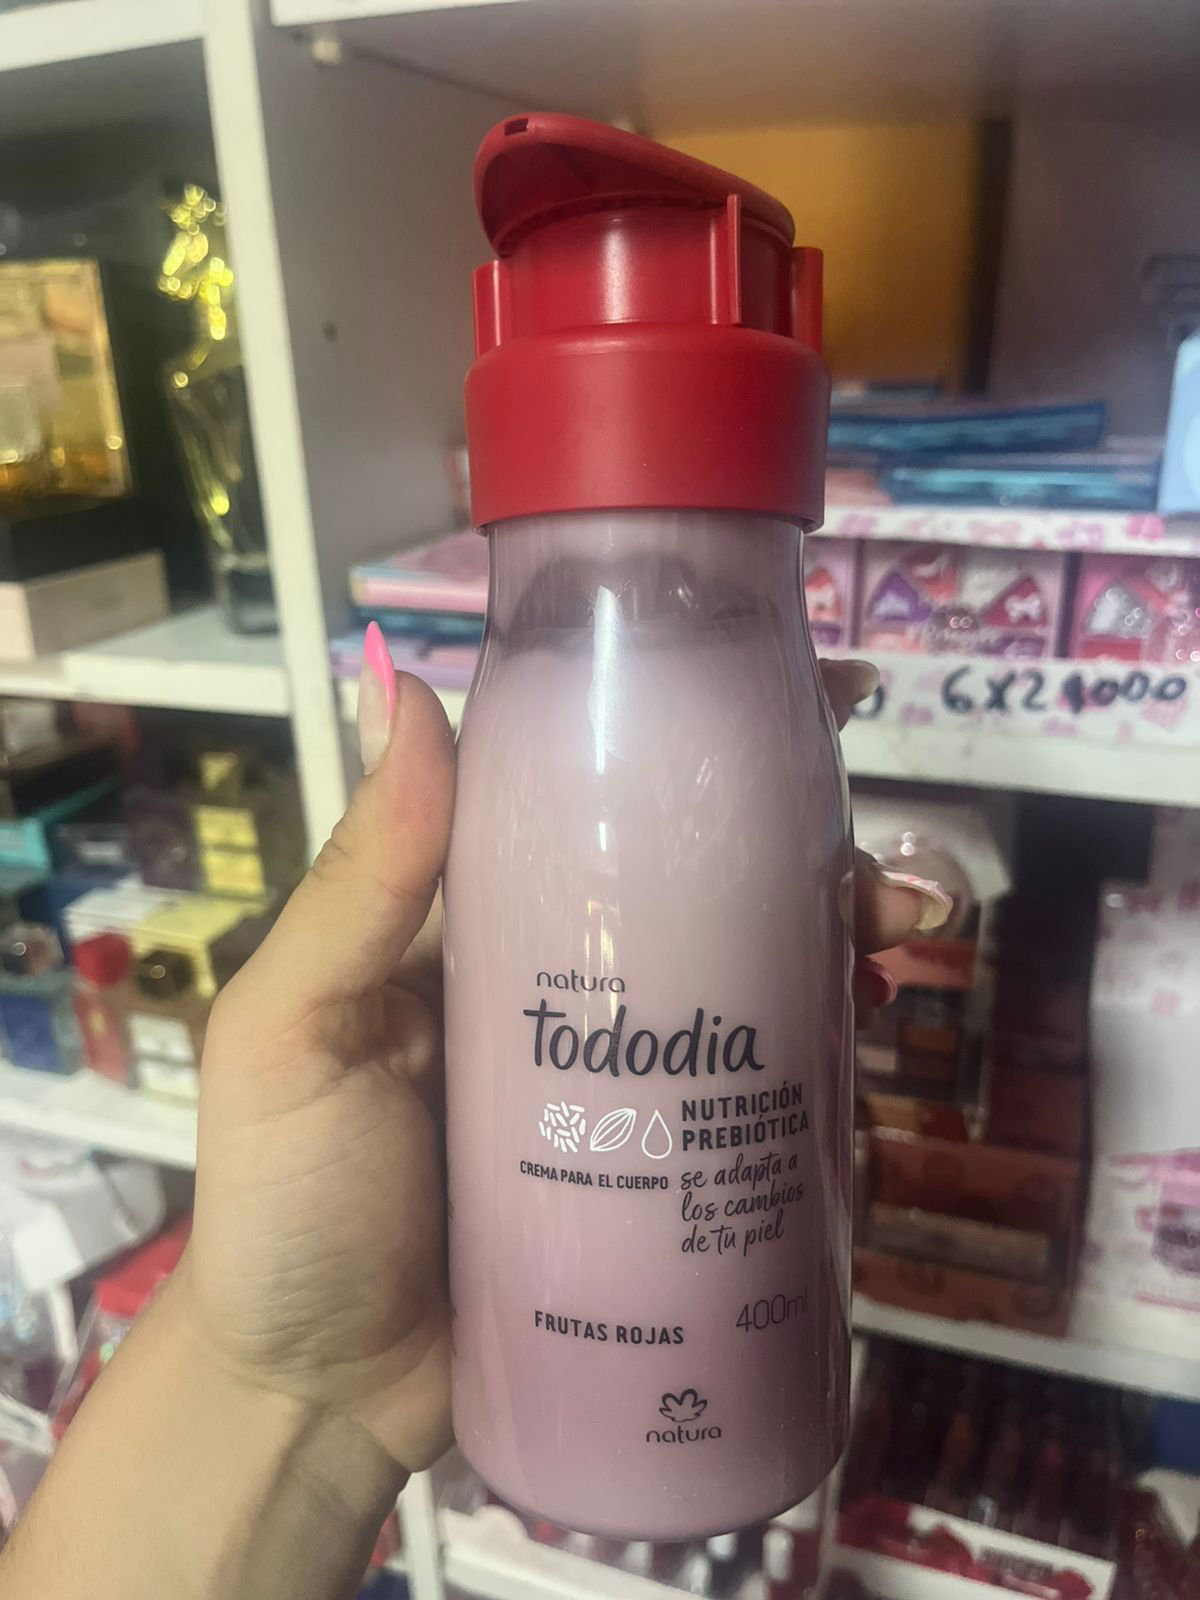 natura
tododia
NUTRICIÓN
PREBIÓTICA
CREMA PARA EL CUERPO
se adapta a
los cambios
de tu piel
FRUTAS ROJAS
400ml
natura
6X21000